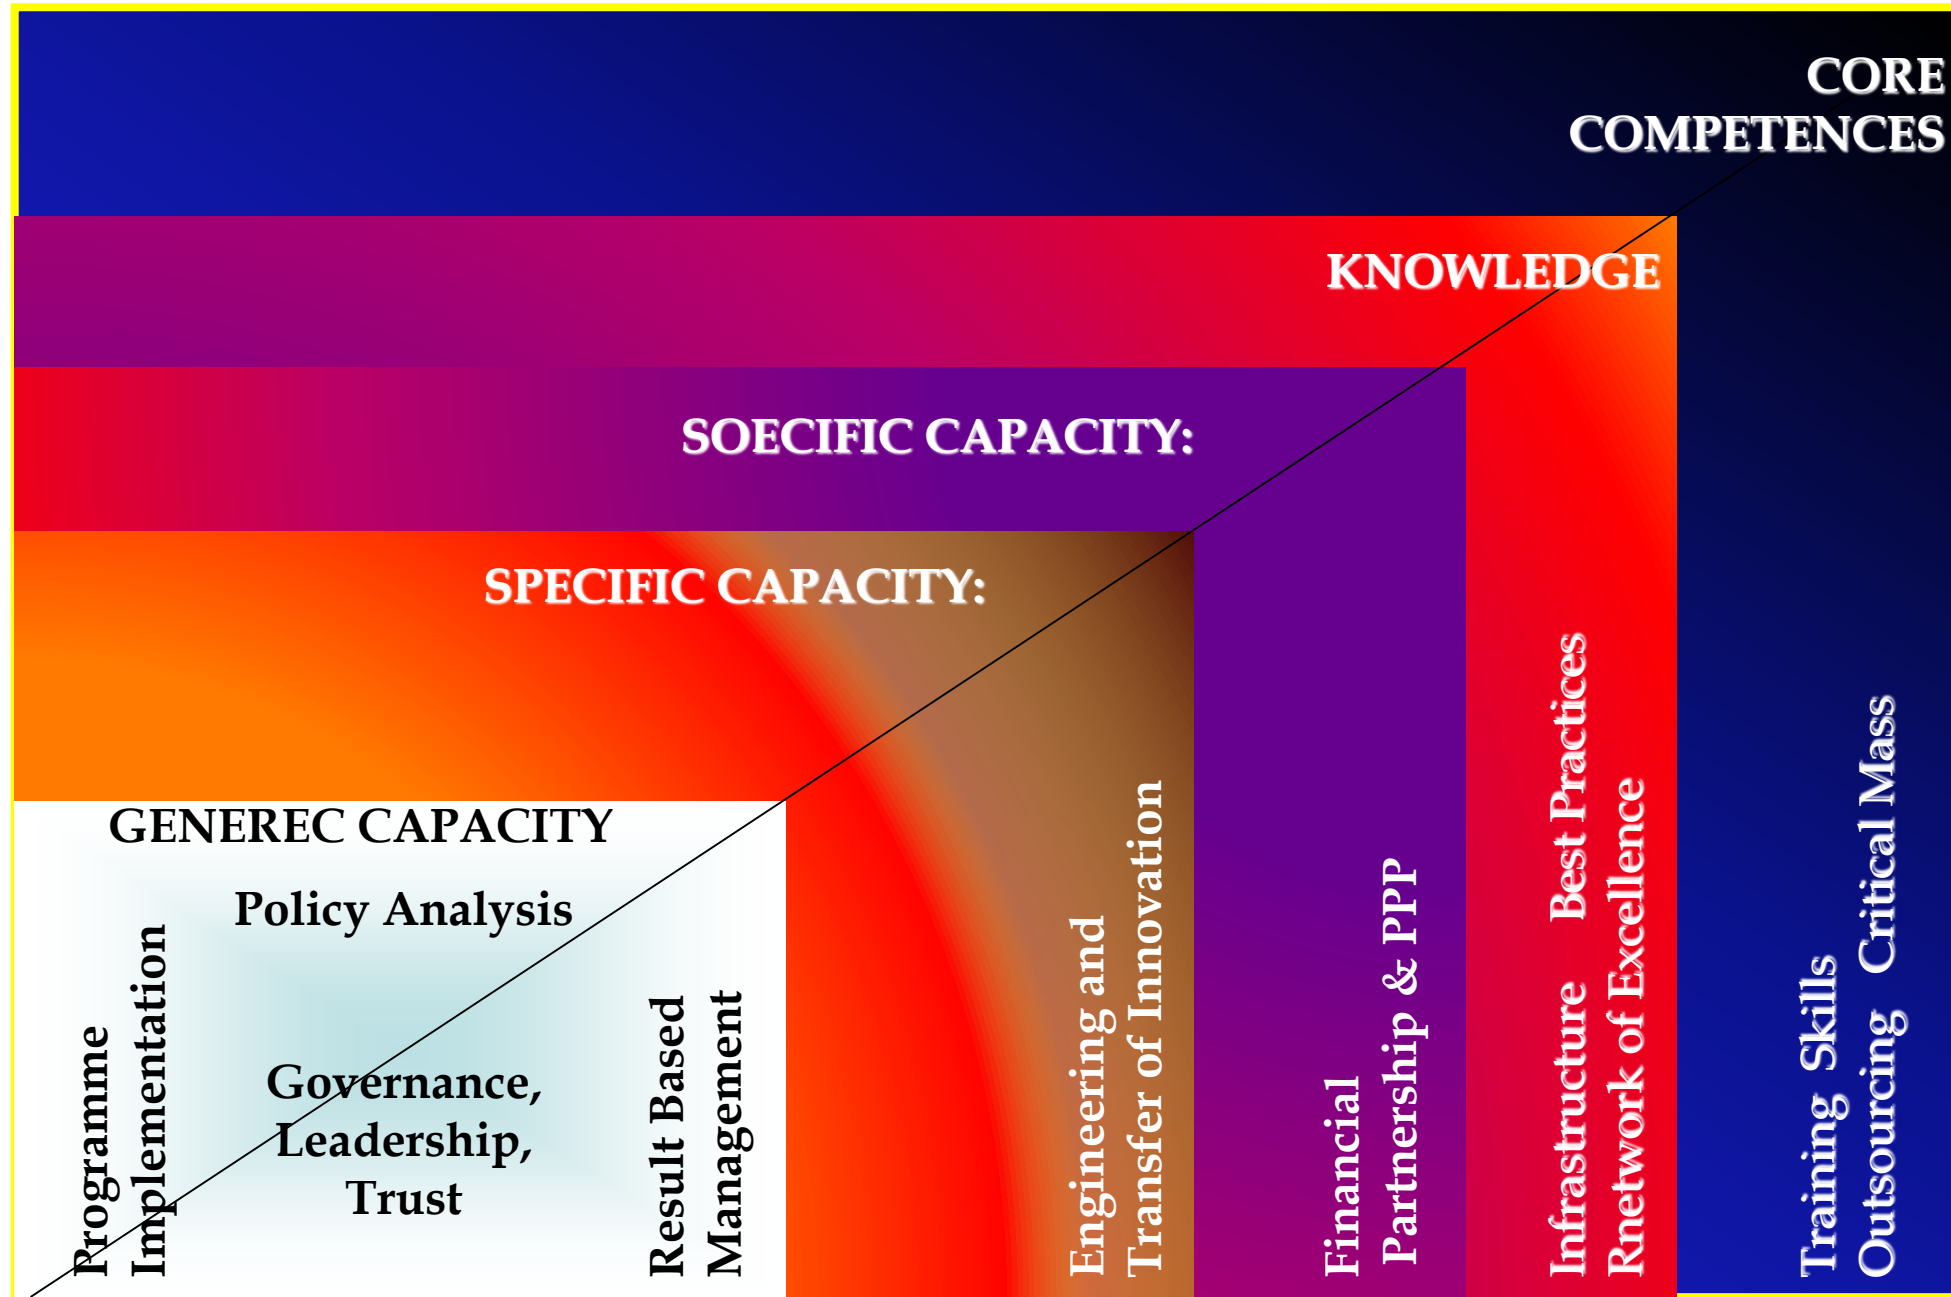 CORE
COMPETENCES
KNOWLEDGE
SOECIFIC CAPACITY:
SPECIFIC CAPACITY:
GENEREC CAPACITY
Policy Analysis
Programme
Implementation
Governance,
Leadership,
Trust
Result Based
Management
Engineering and
Transfer of Innovation
Financial
Partnership & PPP
Infrastructure Best Practices
Rnetwork of Excellence
Training Skills
Outsourcing Critical Mass